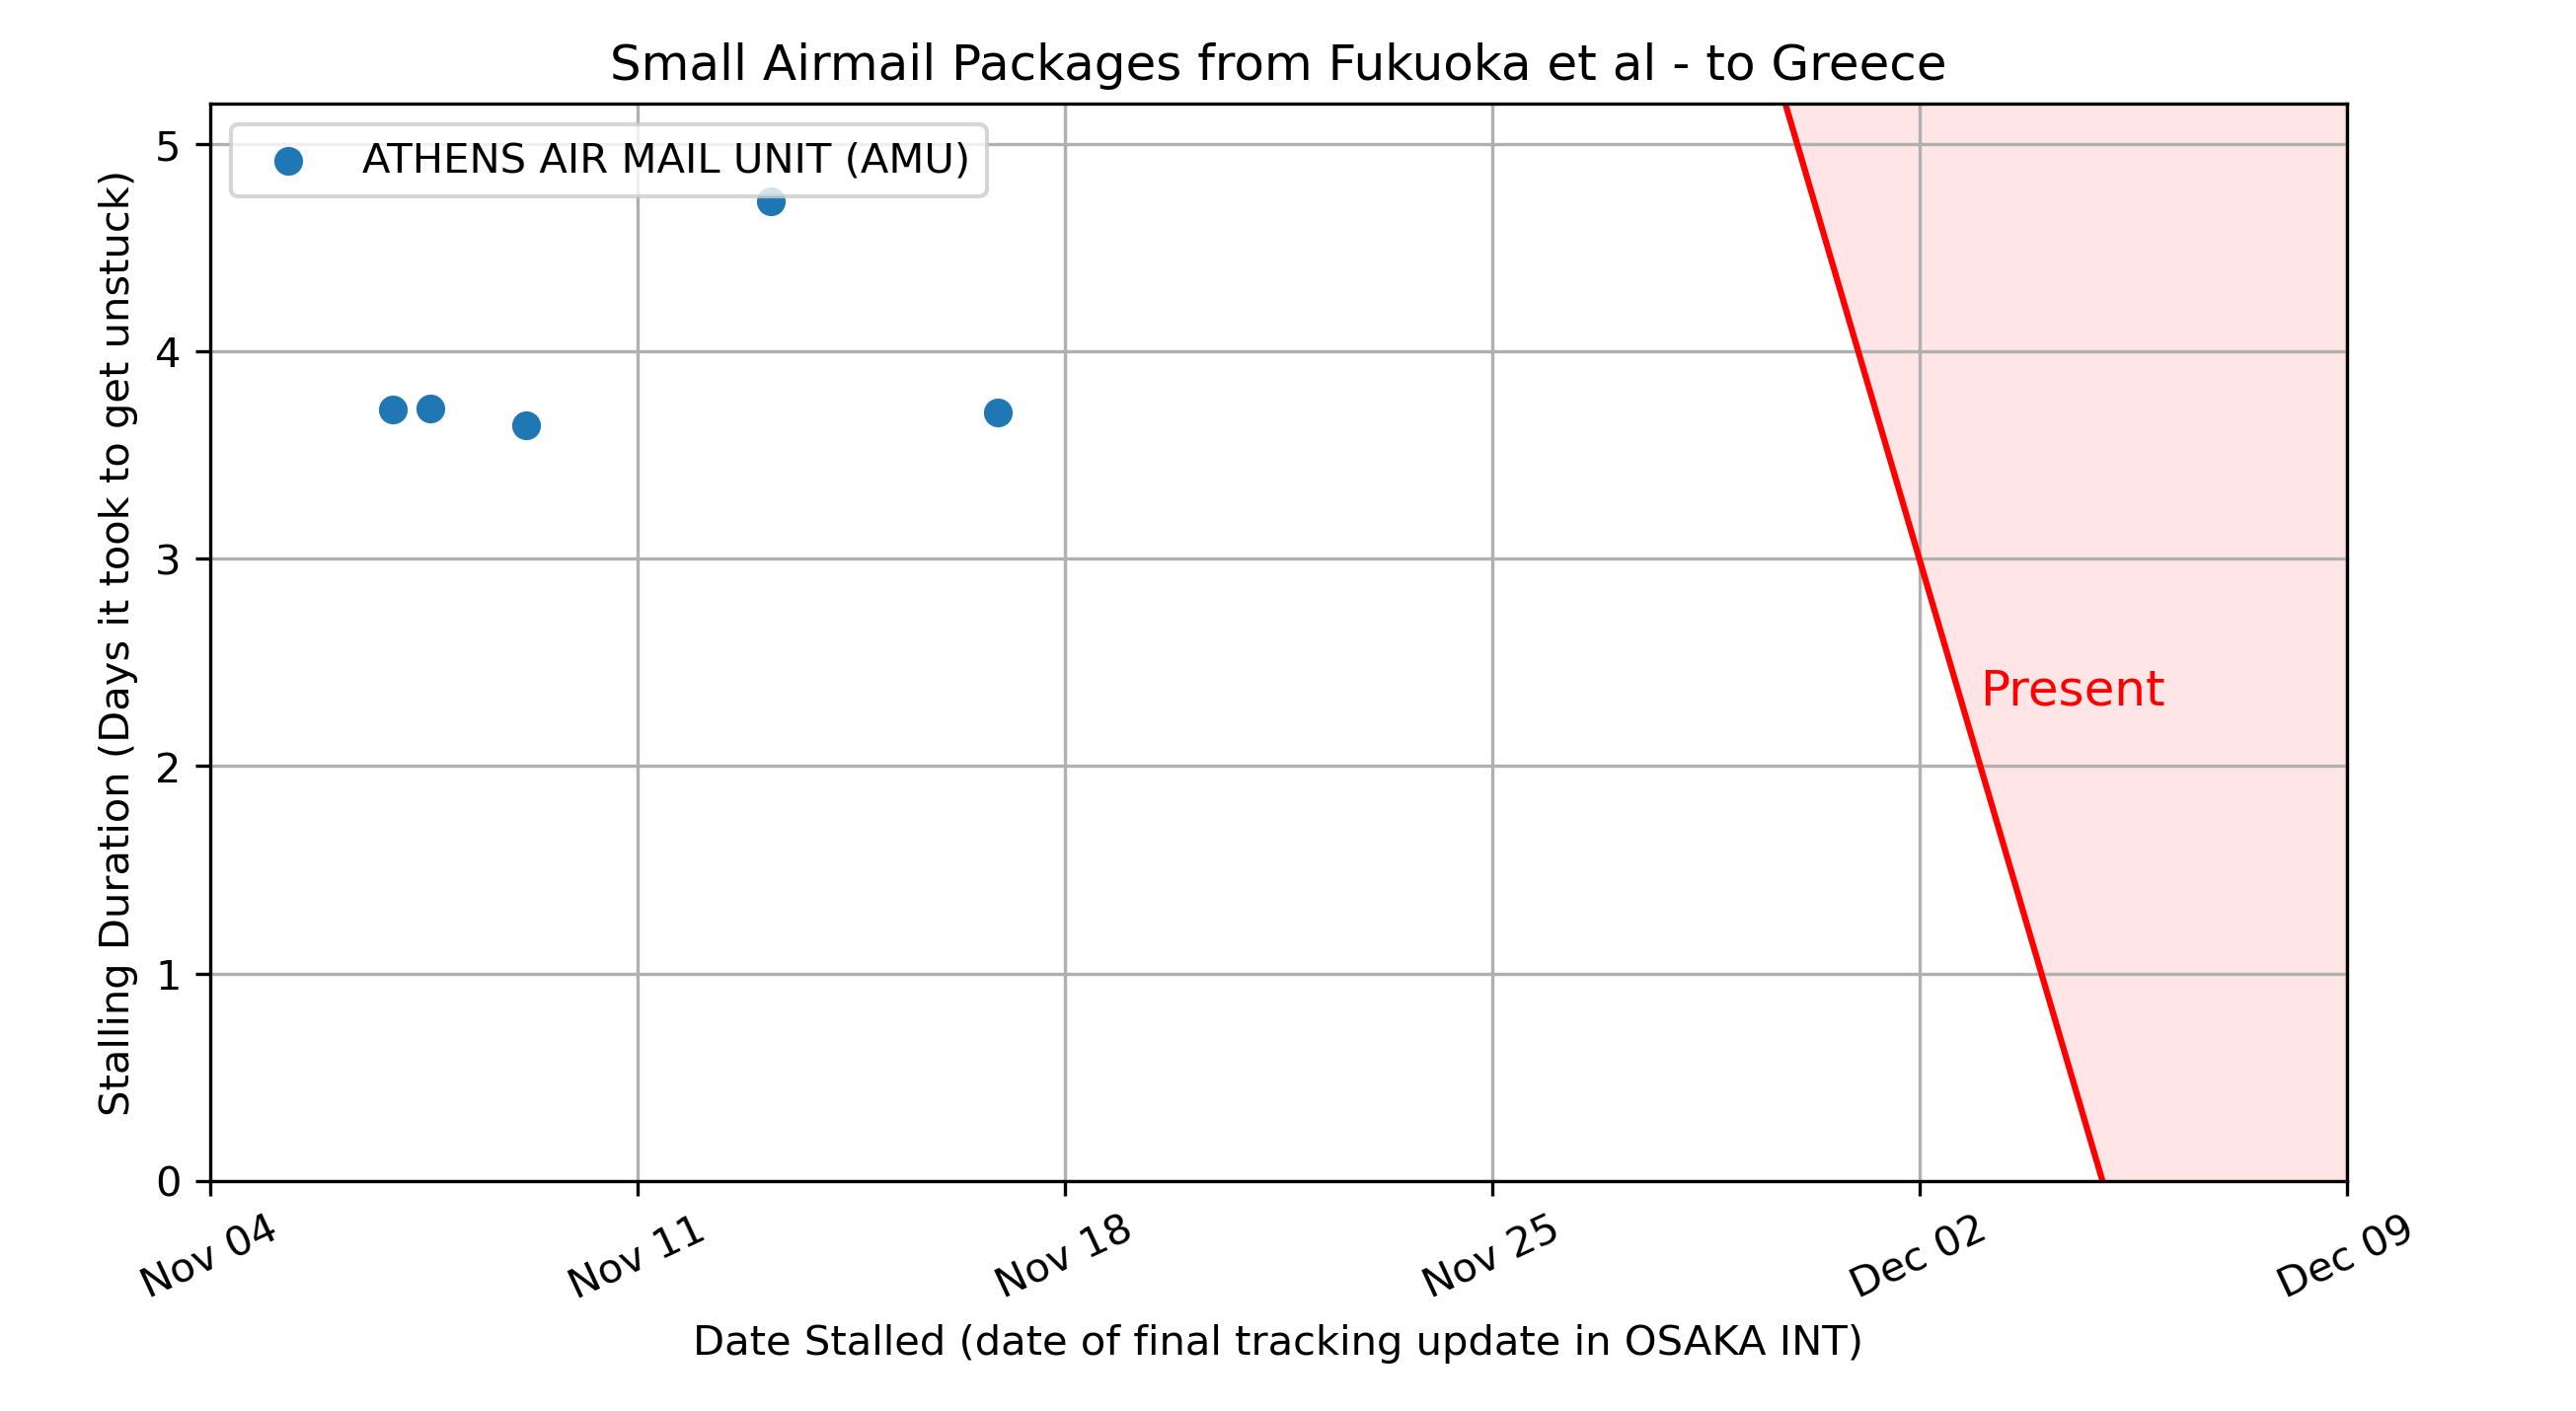 Small Airmail Packages from Fukuoka et al - to Greece
ATHENS AIR MAIL UNIT (AMU)
Stalling Duration (Days it took to get unstuck)
5
4
3
2
1
0
Present
Nov 04
Nov 11
Nov 18
Nov 25
Dec 02
Dec 09
Date Stalled (date of final tracking update in OSAKA INT)